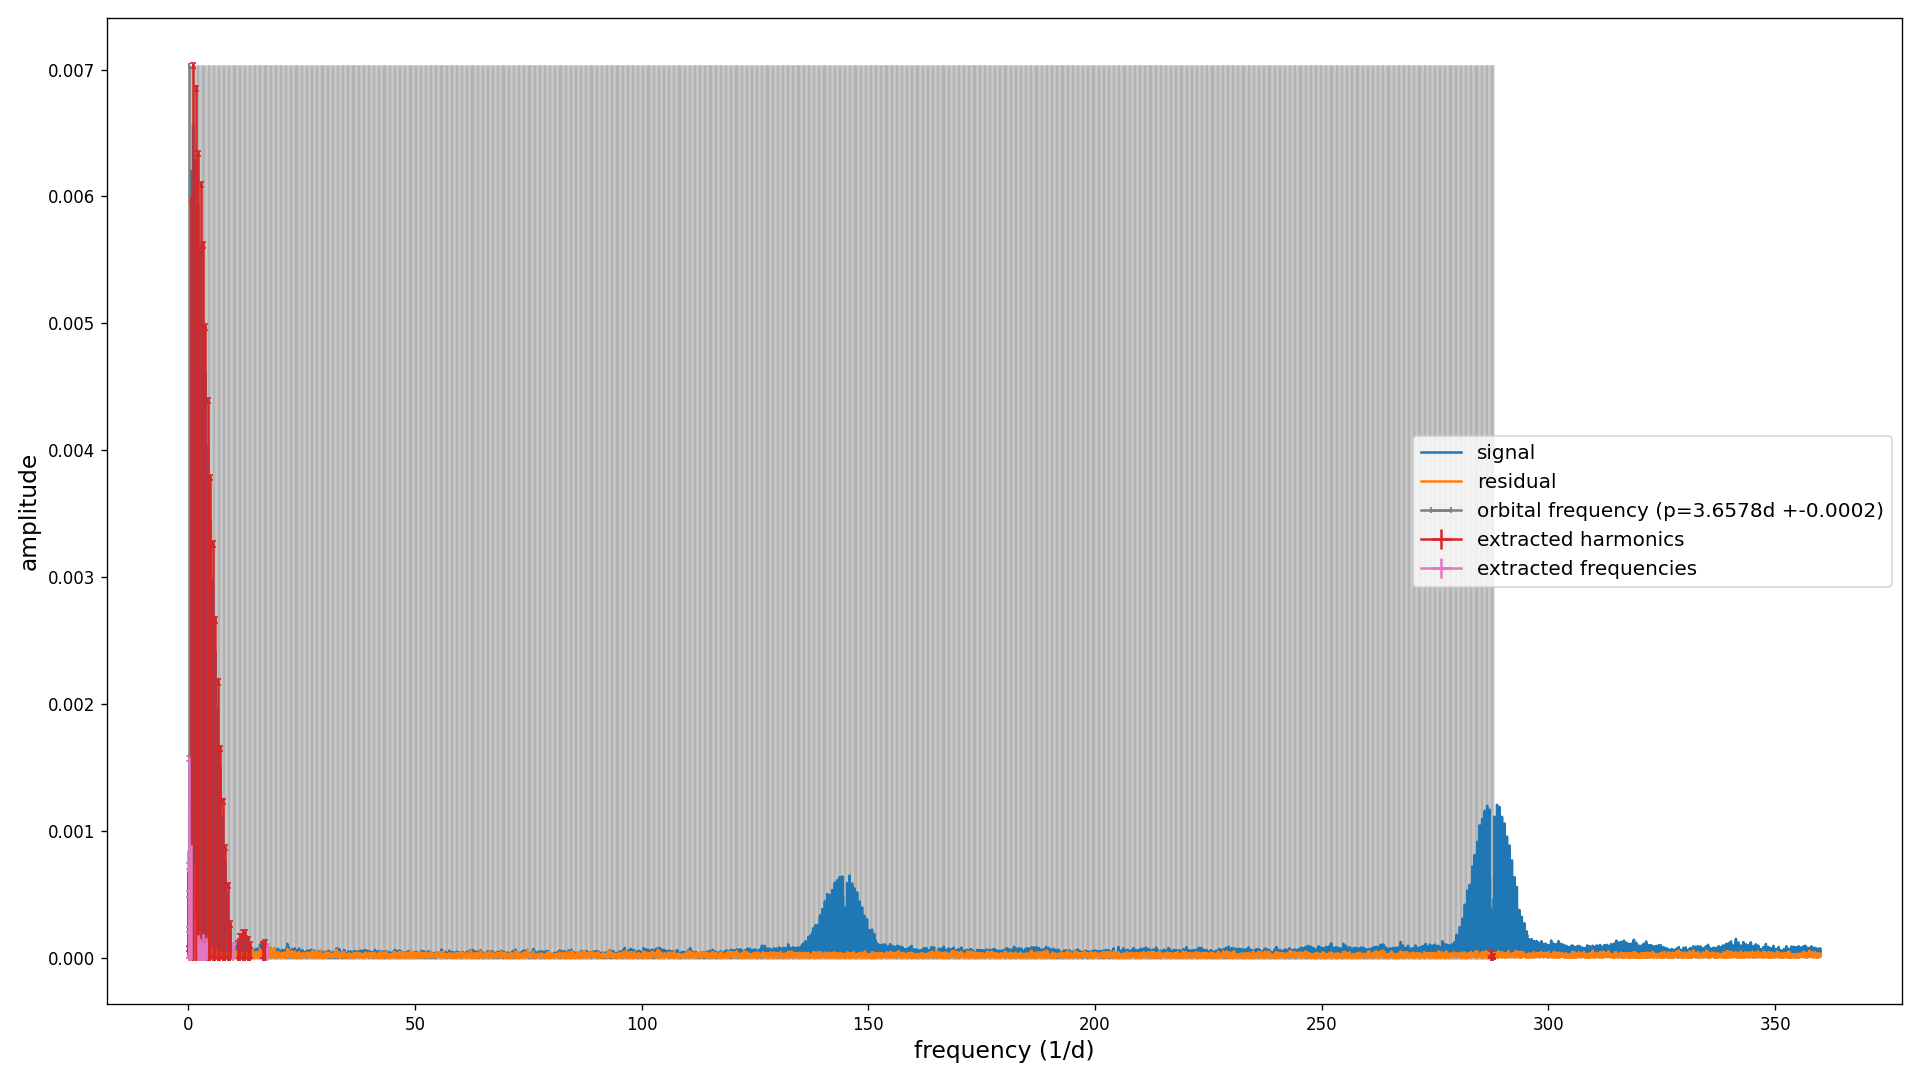 0.007
0.006
0.005
0.004
0.003
0.002
0.001
0.000
amplitude
signal
residual
orbital frequency (p=3.6578d +-0.0002)
extracted harmonics
extracted frequencies
0 50 100 150 200 250 300 350
frequency (1/d)